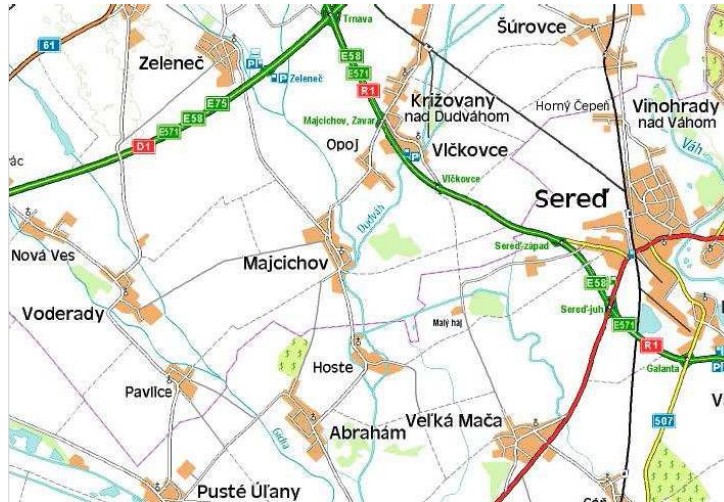 Trnava
Šúrovce
61
E58
Zeleneč
P
P
Zeleneč
E571
E75
R1
Križovany
nad Dudváhom
Horný Čepeň
Vinohrady
nad Váhom
E58
Majcichov, Zavar
E571
D1
Opoj
Vlčkovce
P
Váh
Vlčkovce
Sereď
Dudváh
Nová Ves
Majcichov
Sereď-západ
E58
Voderady
Malý háj
Sereď-juh
E571
R1
Hoste
Galanta
P
Pavlice
Veľká Mača
507
Gidra
Abrahám
Pusté Úľany